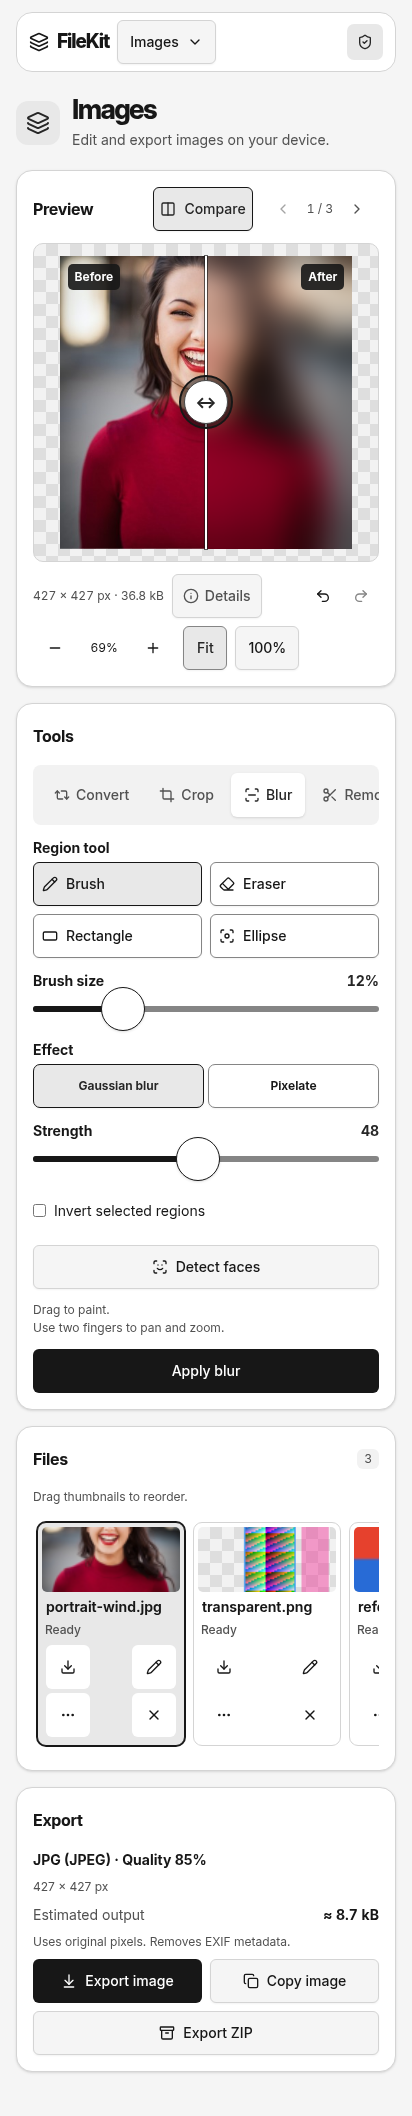 FileKit
Images
Images
Edit and export images on your device.
Preview
Compare
1 / 3
Before
After
427 × 427 px · 36.8 kB
Details
69%
Fit
100%
Tools
Convert
Crop
Blur
Region tool
Brush
Eraser
Rectangle
Ellipse
Brush size
12%
Effect
Gaussian blur
Pixelate
Strength
48
Invert selected regions
Detect faces
Drag to paint.
Use two fingers to pan and zoom.
Apply blur
Files
3
Drag thumbnails to reorder.
portrait-wind.jpg
transparent.png
Ready
Ready
Export
JPG (JPEG) · Quality 85%
427 × 427 px
Estimated output
≈ 8.7 kB
Uses original pixels. Removes EXIF metadata.
Export image
Copy image
Export ZIP